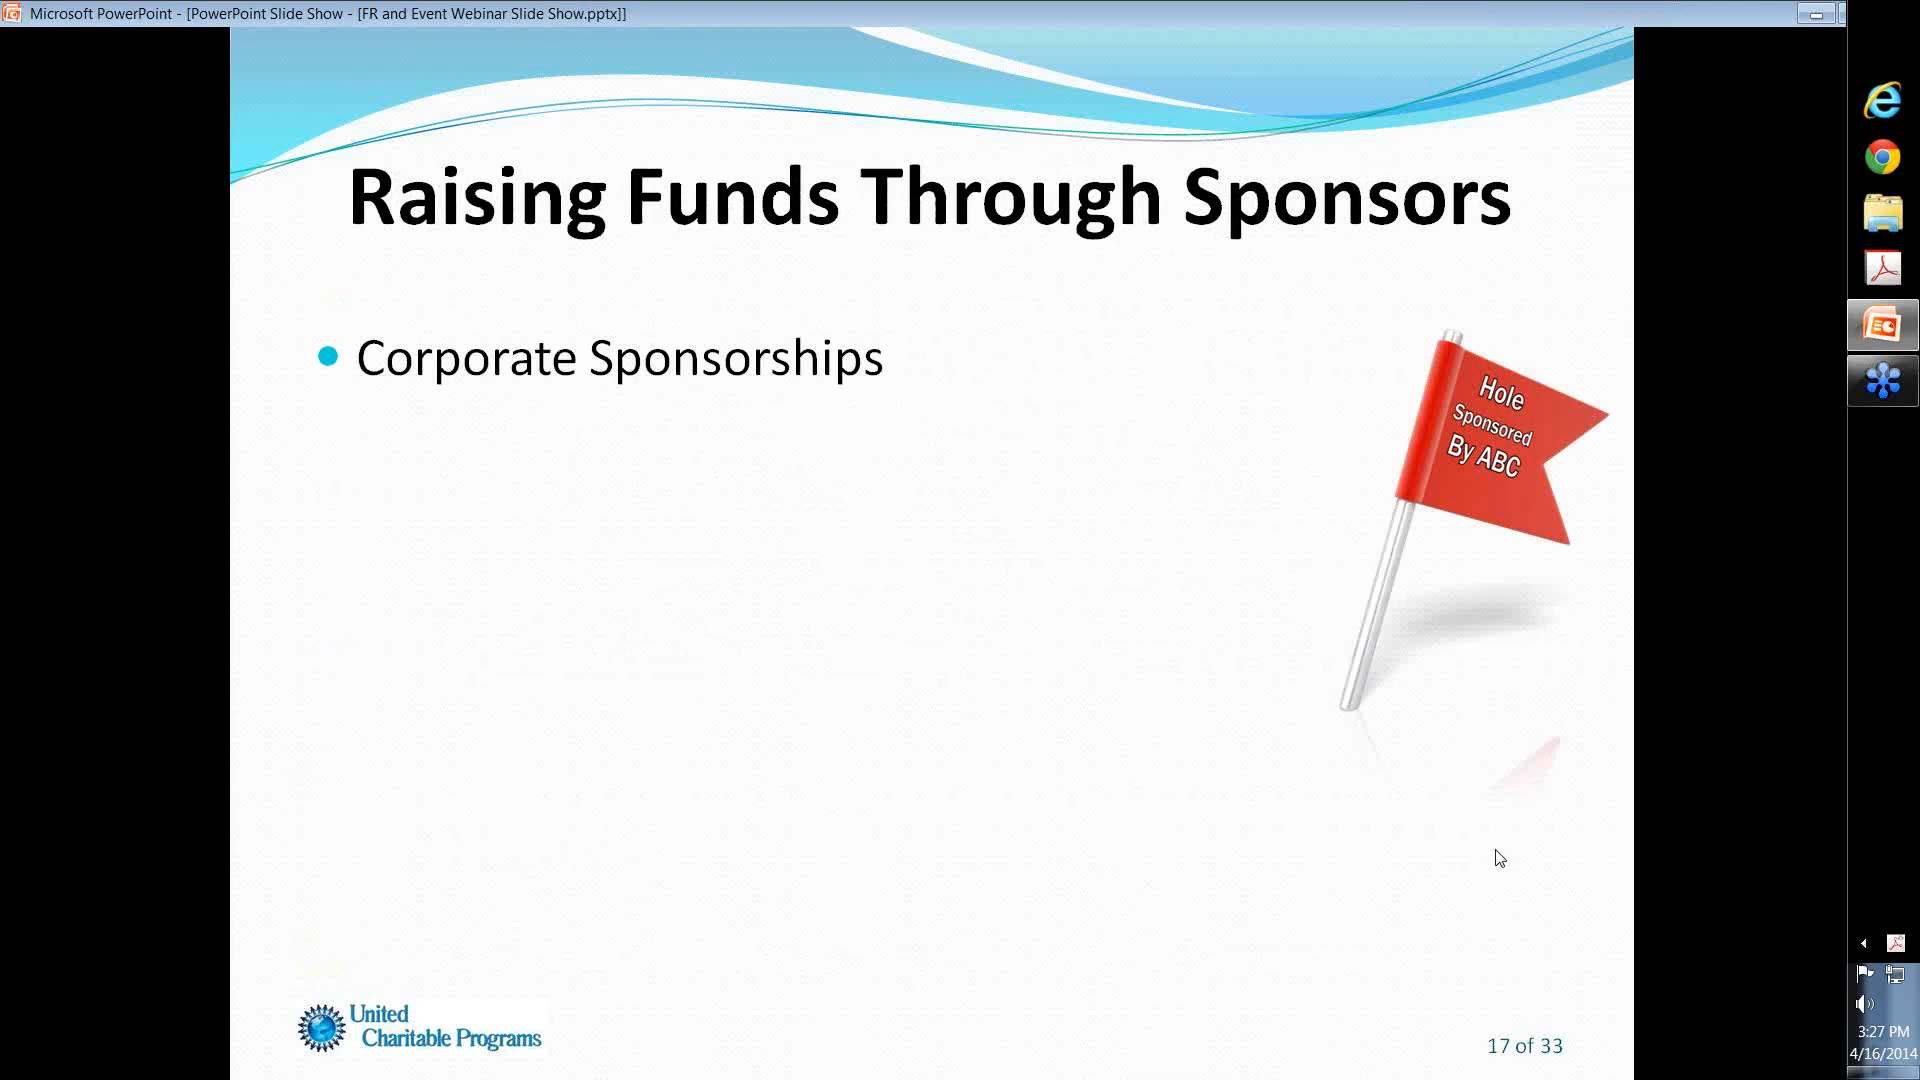 Microsoft PowerPoint - [PowerPoint Slide Show - [FR and Event Webinar Slide Show.pptx]]
Raising Funds Through Sponsors
Corporate Sponsorships
Hole
Sponsored
By ABC
United
Charitable Programs
17 of 33
3:27 PM
4/16/2014